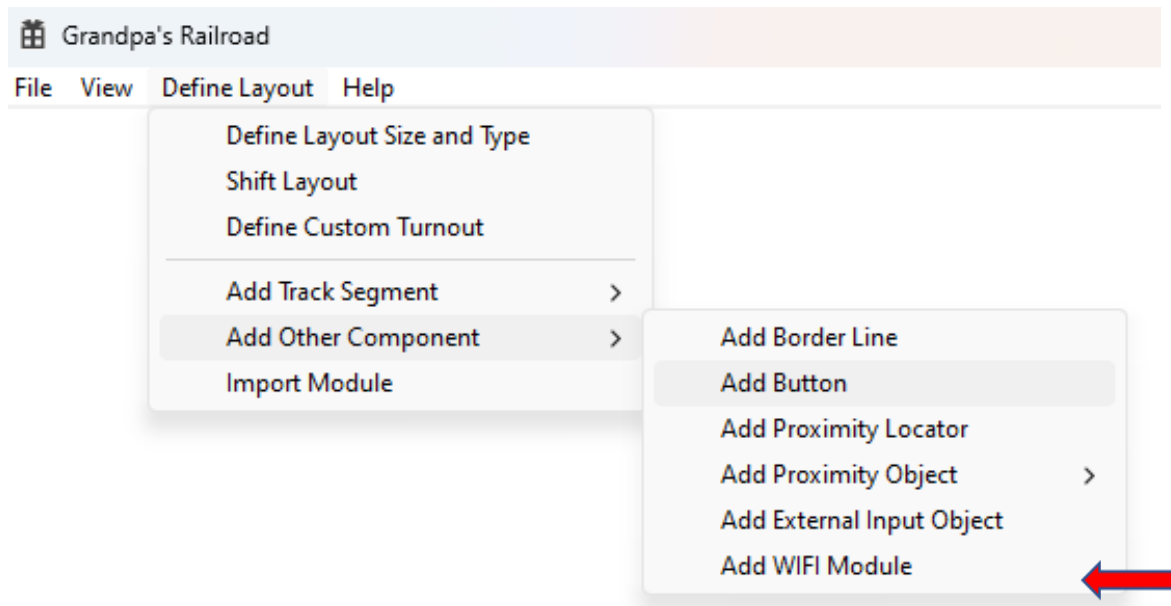 Grandpa's Railroad
File View Define Layout Help
Define Layout Size and Type
Shift Layout
Define Custom Turnout
Add Track Segment
Add Other Component
Import Module
Add Border Line
Add Button
Add Proximity Locator
Add Proximity Object
Add External Input Object
Add WIFI Module